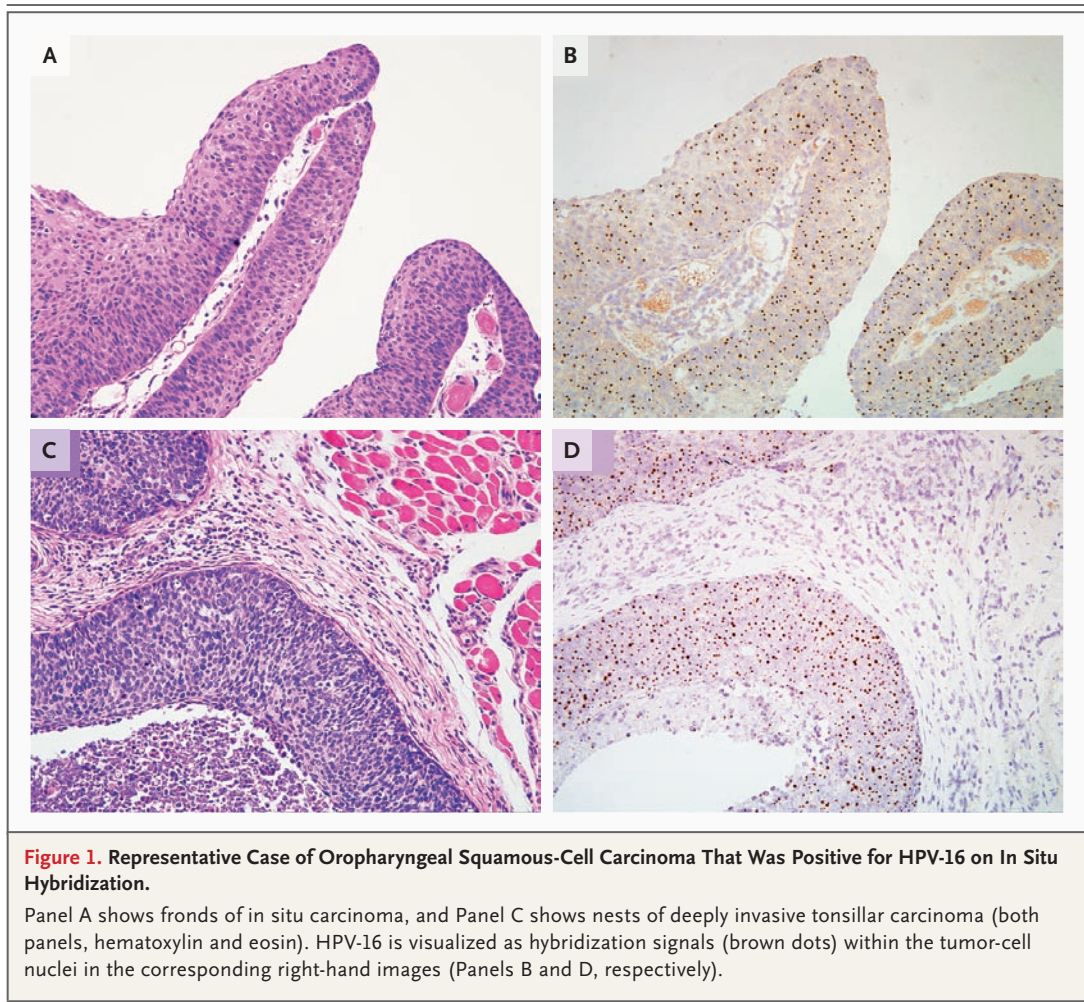 A
B
C
D
Figure 1. Representative Case of Oropharyngeal Squamous-Cell Carcinoma That Was Positive for HPV-16 on In Situ
Hybridization.
Panel A shows fronds of in situ carcinoma, and Panel C shows nests of deeply invasive tonsillar carcinoma (both
panels, hematoxylin and eosin). HPV-16 is visualized as hybridization signals (brown dots) within the tumor-cell
nuclei in the corresponding right-hand images (Panels B and D, respectively).